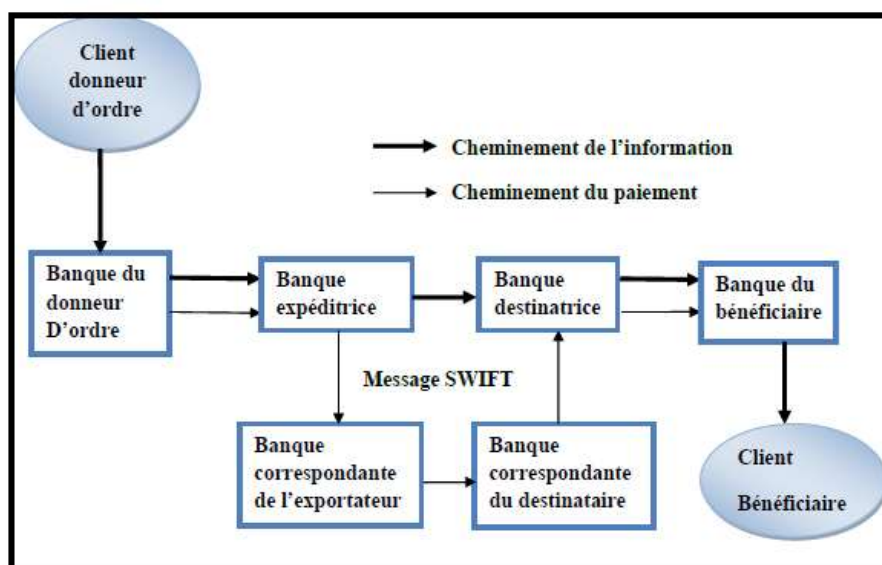 Client
donneur
d’ordre
Cheminement de l’information
Cheminement du paiement
Banque du
donneur
D’ordre
Banque
expéditrice
Banque
destinatrice
Banque du
bénéficiaire
Message SWIFT
Banque
correspondante
de l’exportateur
Banque
correspondante
du destinataire
Client
Bénéficiaire